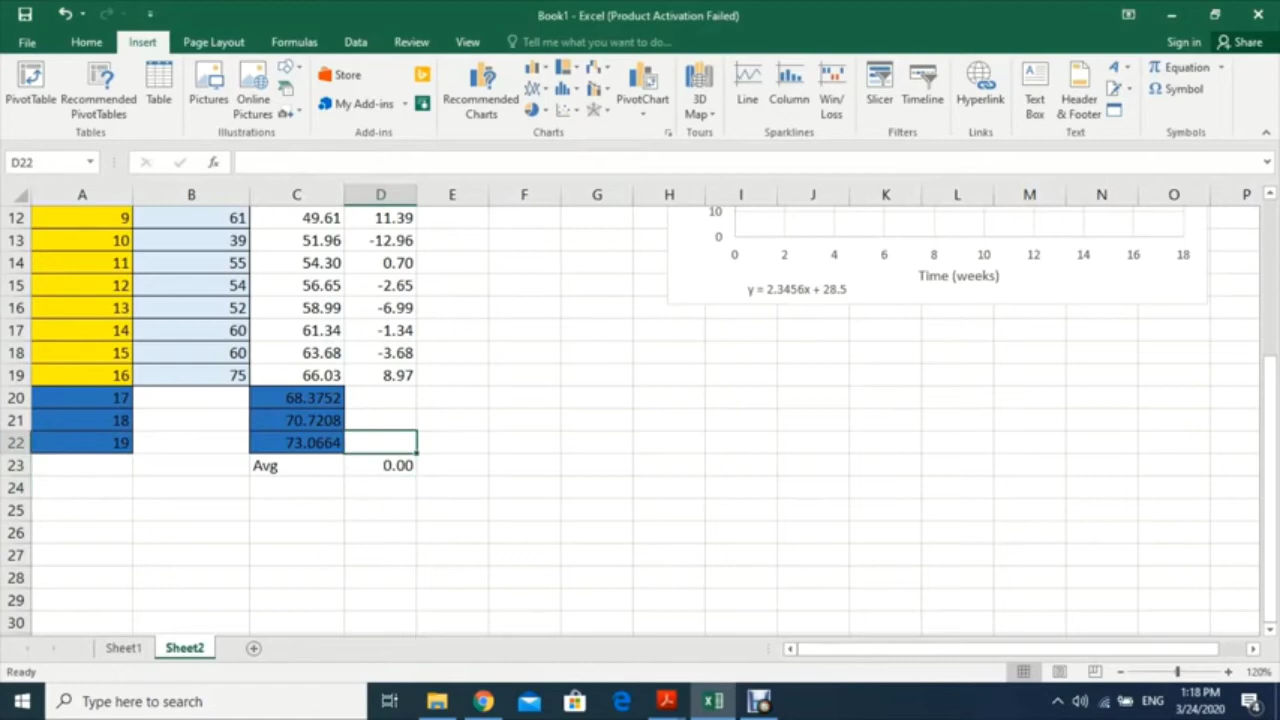 Book1 - Excel (Product Activation Failed)
File Home Insert Page Layout Formulas Data Review View Tell me what you want to do... Sign in Share
PivotTable Recommended PivotTables Table Pictures Online Pictures Store My Add-ins Recommended Charts PivotChart 3D Map Line Column Win/Loss Slicer Timeline Hyperlink Text Box Header & Footer Equation Symbol
Tables Illustrations Add-ins Charts Tours Sparklines Filters Links Text Symbols
D22 fx
A B C D E F G H I J K L M N O P
12 9 61 49.61 11.39
13 10 39 51.96 -12.96
14 11 55 54.30 0.70
15 12 54 56.65 -2.65
16 13 52 58.99 -6.99
17 14 60 61.34 -1.34
18 15 60 63.68 -3.68
19 16 75 66.03 8.97
20 17 68.3752
21 18 70.7208
22 19 73.0664
23 Avg 0.00
24
25
26
27
28
29
30
10
0
0 2 4 6 8 10 12 14 16 18
Time (weeks)
y = 2.3456x + 28.5
Sheet1 Sheet2
Ready 120%
Type here to search ENG 1:18 PM
3/24/2020 4